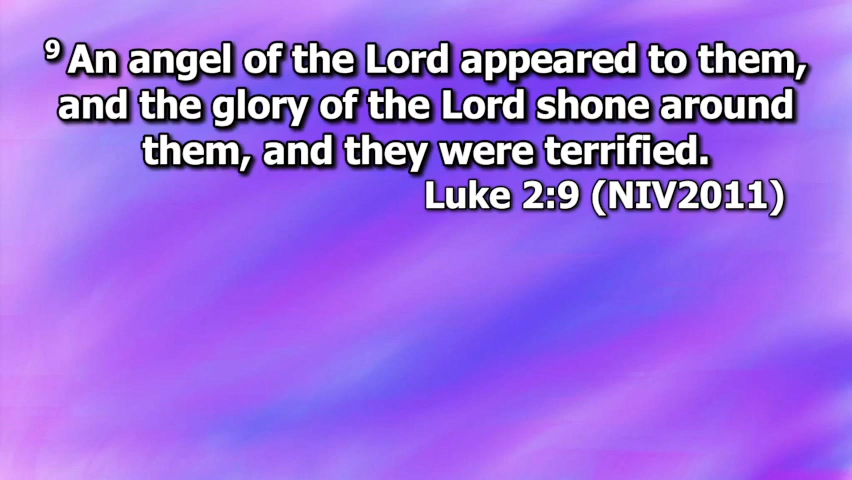 9 An angel of the Lord appeared to them,
and the glory of the Lord shone around
them, and they were terrified.
Luke 2:9 (NIV2011)